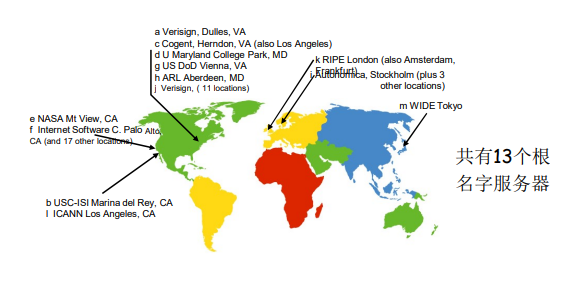 a Verisign, Dulles, VA
c Cogent, Herndon, VA (also Los Angeles)
d U Maryland College Park, MD
g US DoD Vienna, VA
h ARL Aberdeen, MD
j Verisign, ( 11 locations)
k RIPE London (also Amsterdam,
Frankfurt)
i Autonomica, Stockholm (plus 3
other locations)
m WIDE Tokyo
e NASA Mt View, CA
f Internet Software C. Palo Alto,
CA (and 17 other locations)
b USC-ISI Marina del Rey, CA
l ICANN Los Angeles, CA
共有13个根
名字服务器